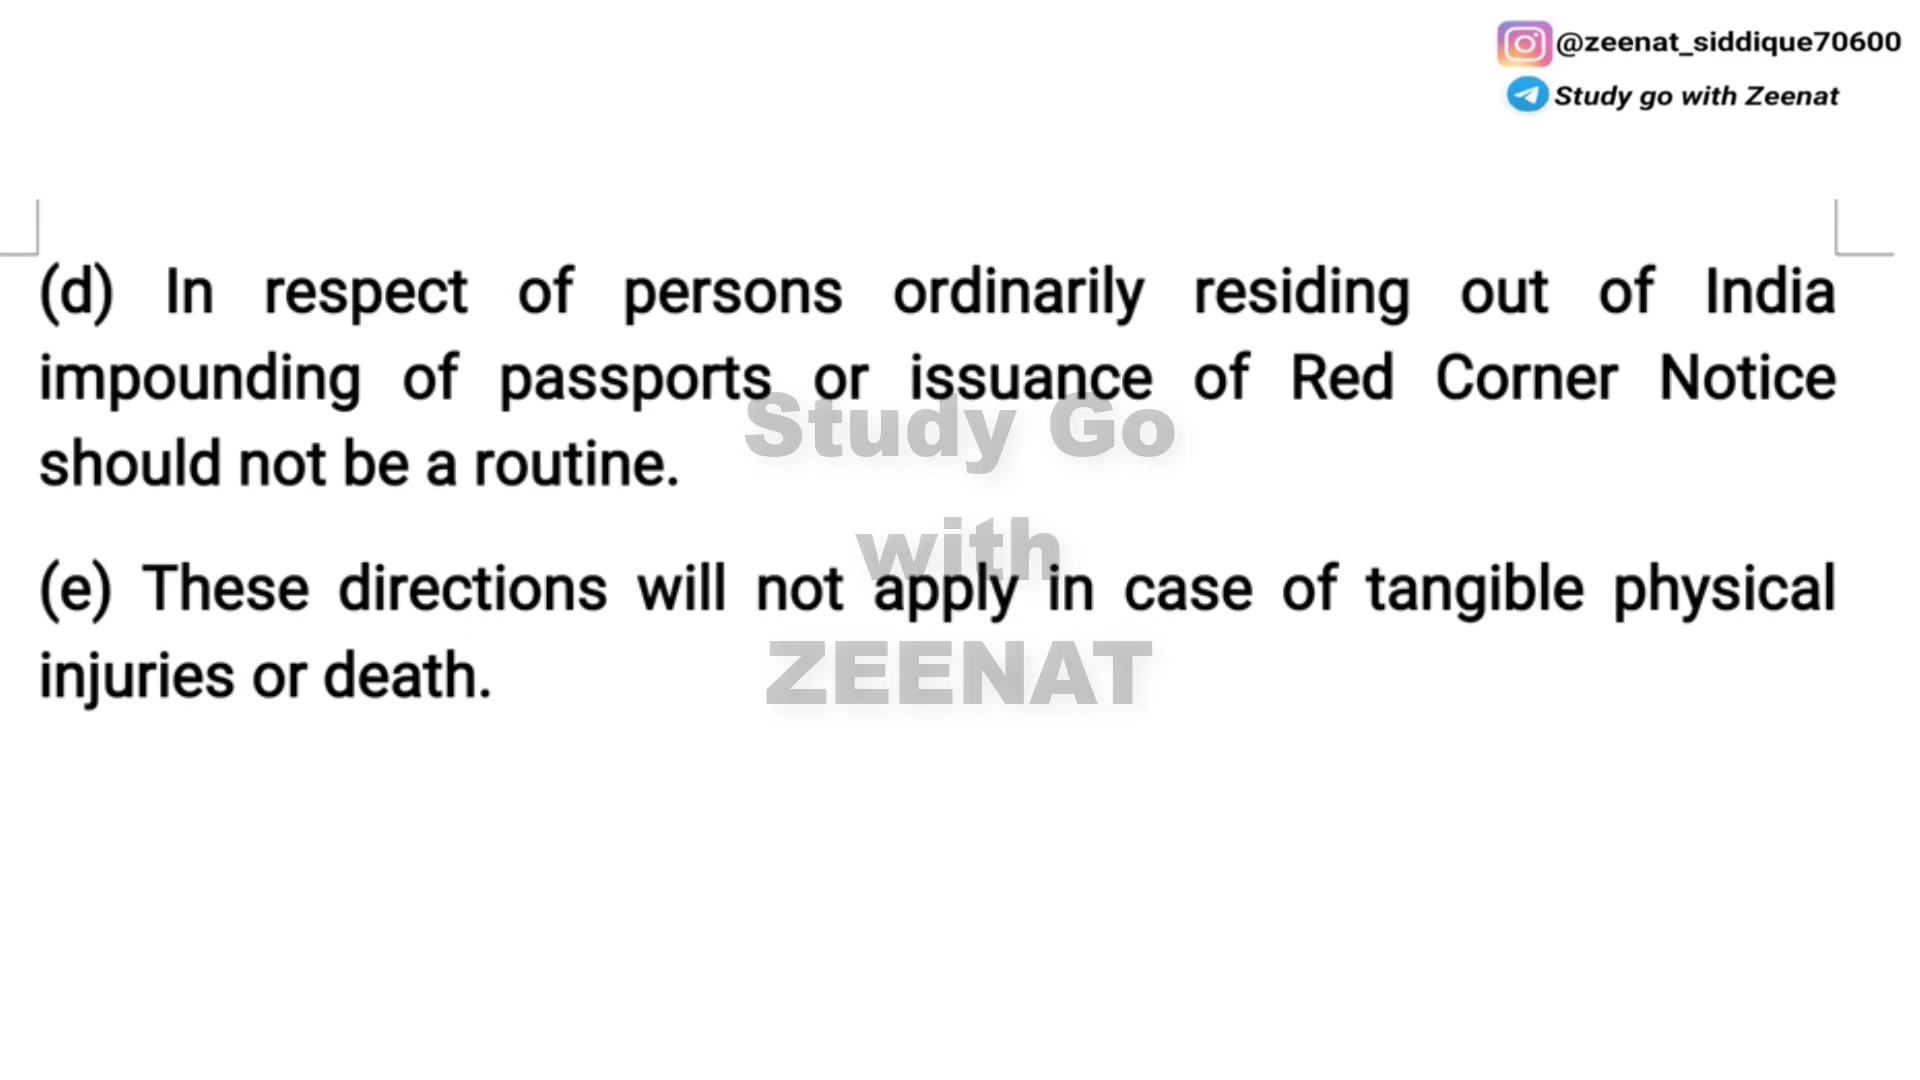 @zeenat_siddique70600
Study go with Zeenat
(d) In respect of persons ordinarily residing out of India
impounding of passports or issuance of Red Corner Notice
should not be a routine.
(e) These directions will not apply in case of tangible physical
injuries or death.
Study Go
with
ZEENAT